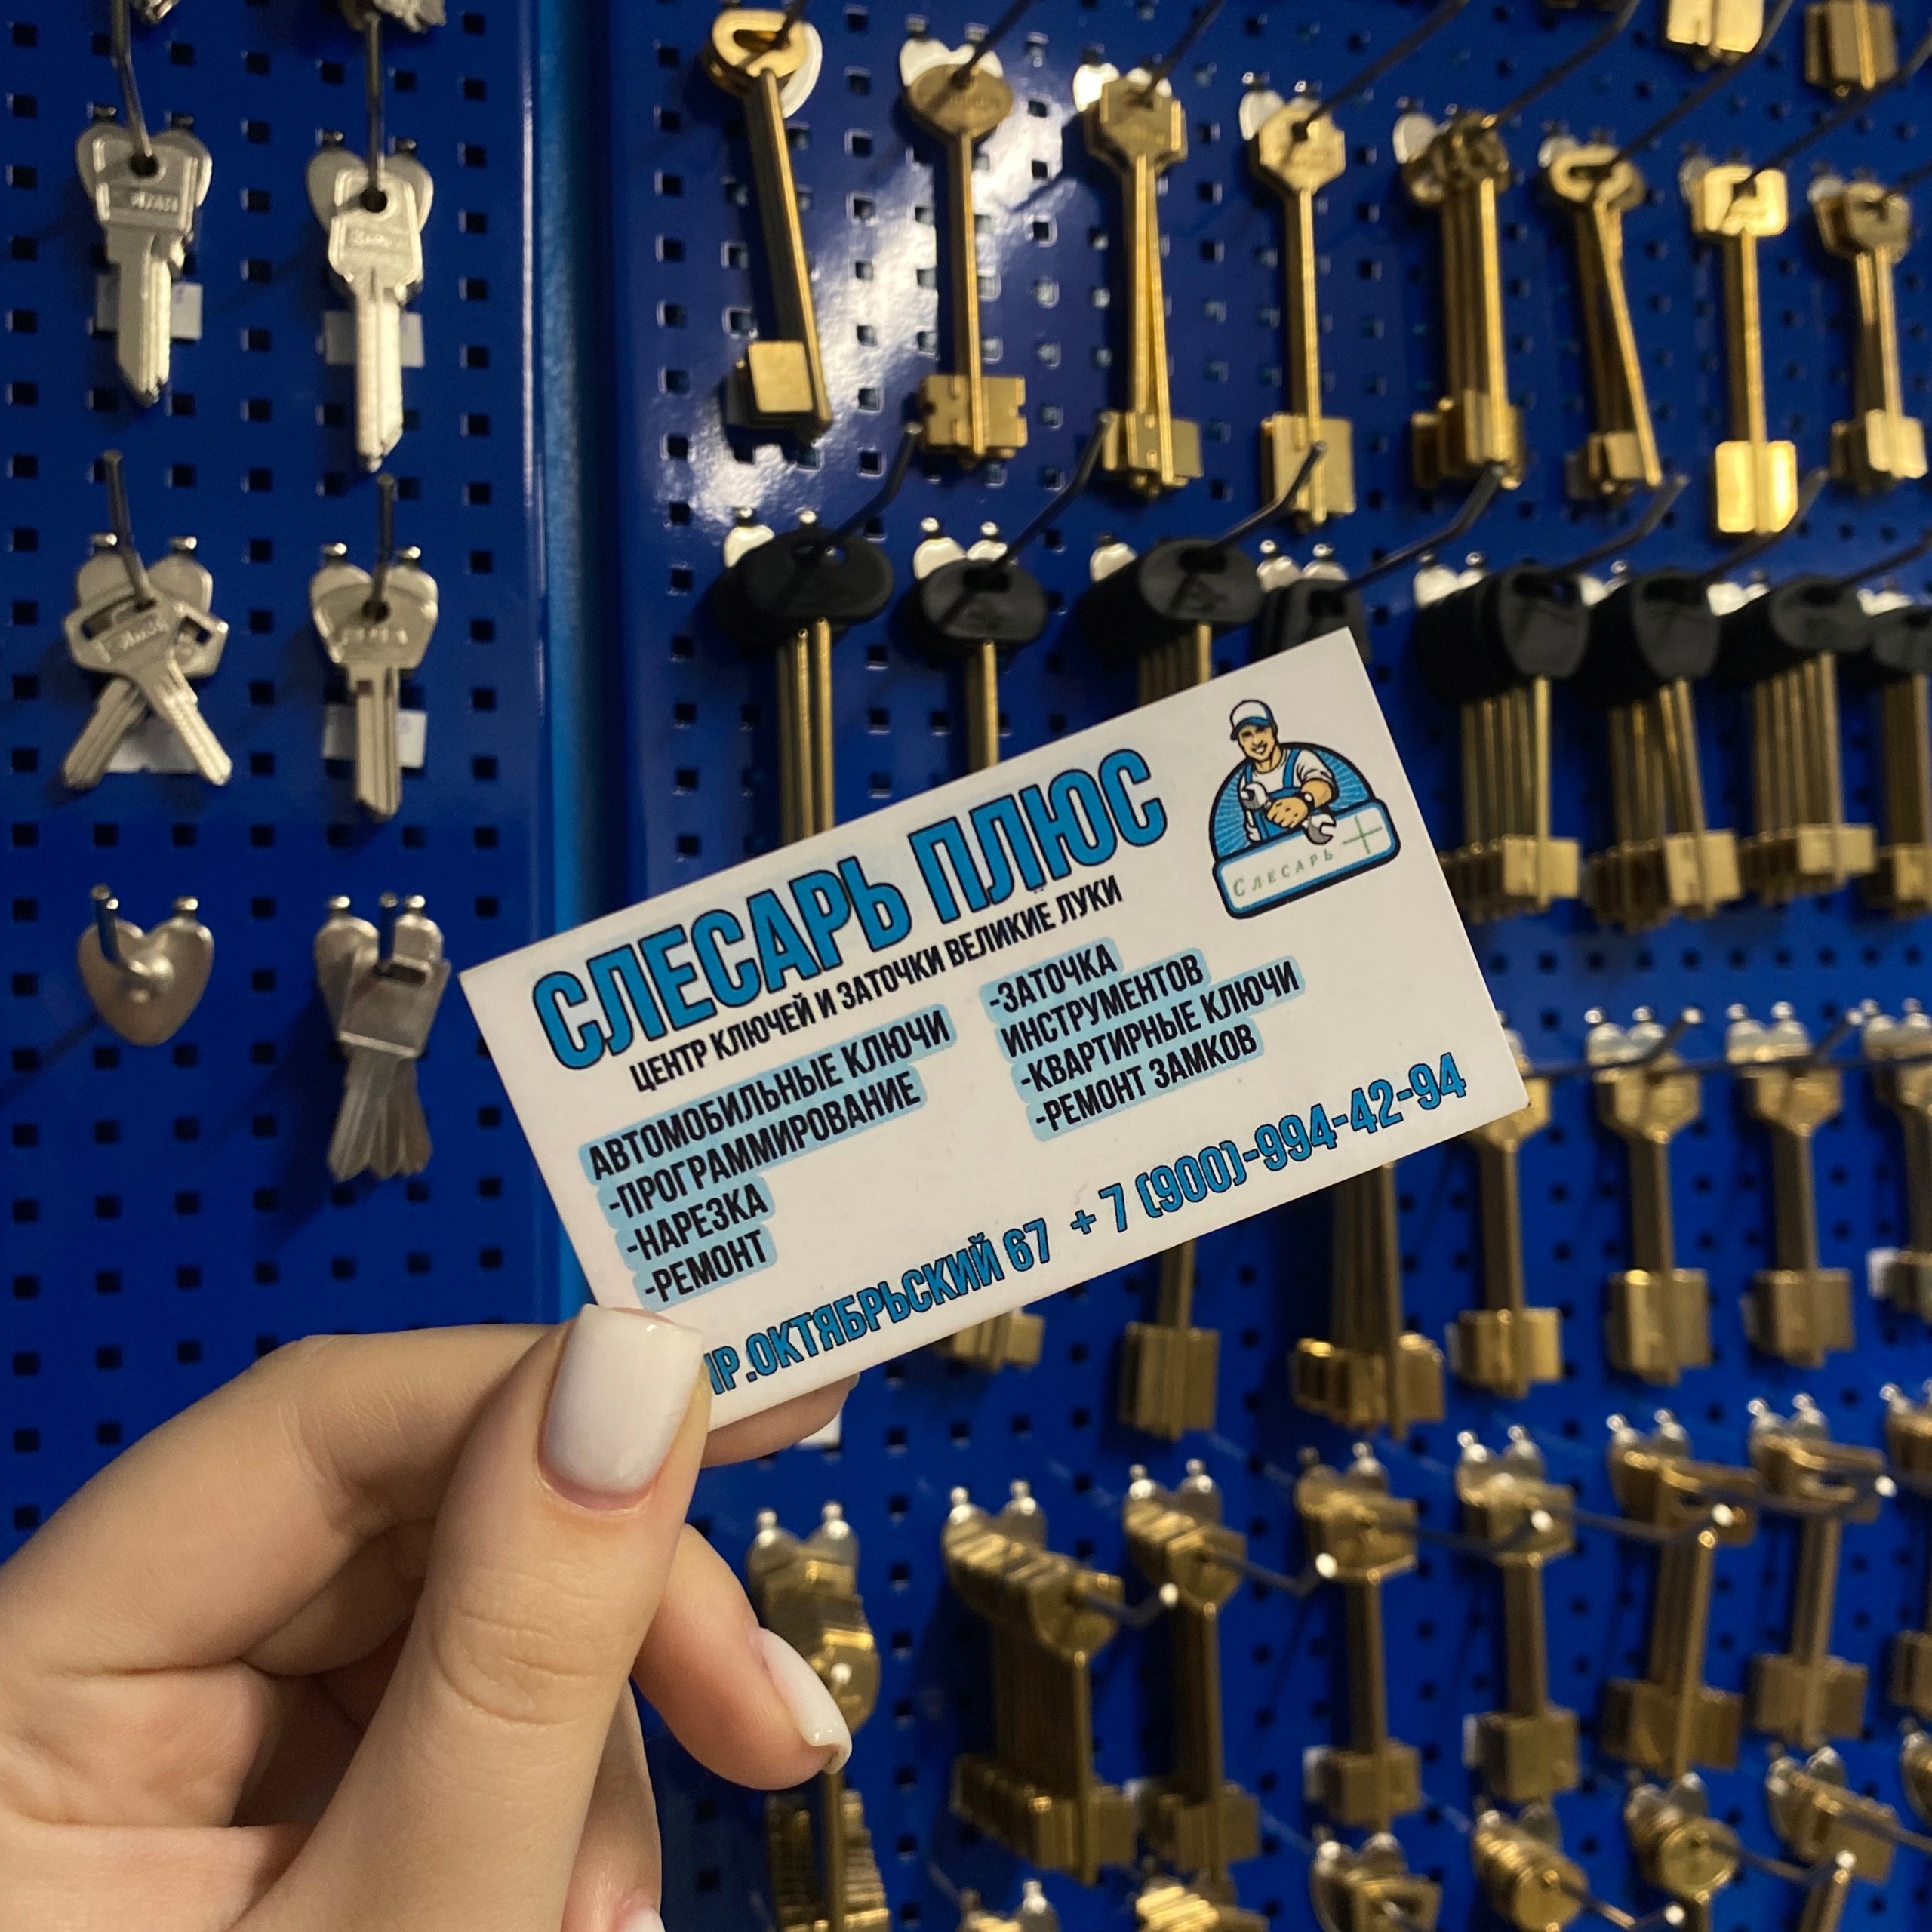 СЛЕСАРЬ ПЛЮС
ЦЕНТР КЛЮЧЕЙ И ЗАТОЧКИ ВЕЛИКИЕ ЛУКИ
Слесарь +
АВТОМОБИЛЬНЫЕ КЛЮЧИ
-ПРОГРАММИРОВАНИЕ
-НАРЕЗКА
-РЕМОНТ
-ЗАТОЧКА
ИНСТРУМЕНТОВ
-КВАРТИРНЫЕ КЛЮЧИ
-РЕМОНТ ЗАМКОВ
ПР.ОКТЯБРЬСКИЙ 67 + 7 (900)-994-42-94